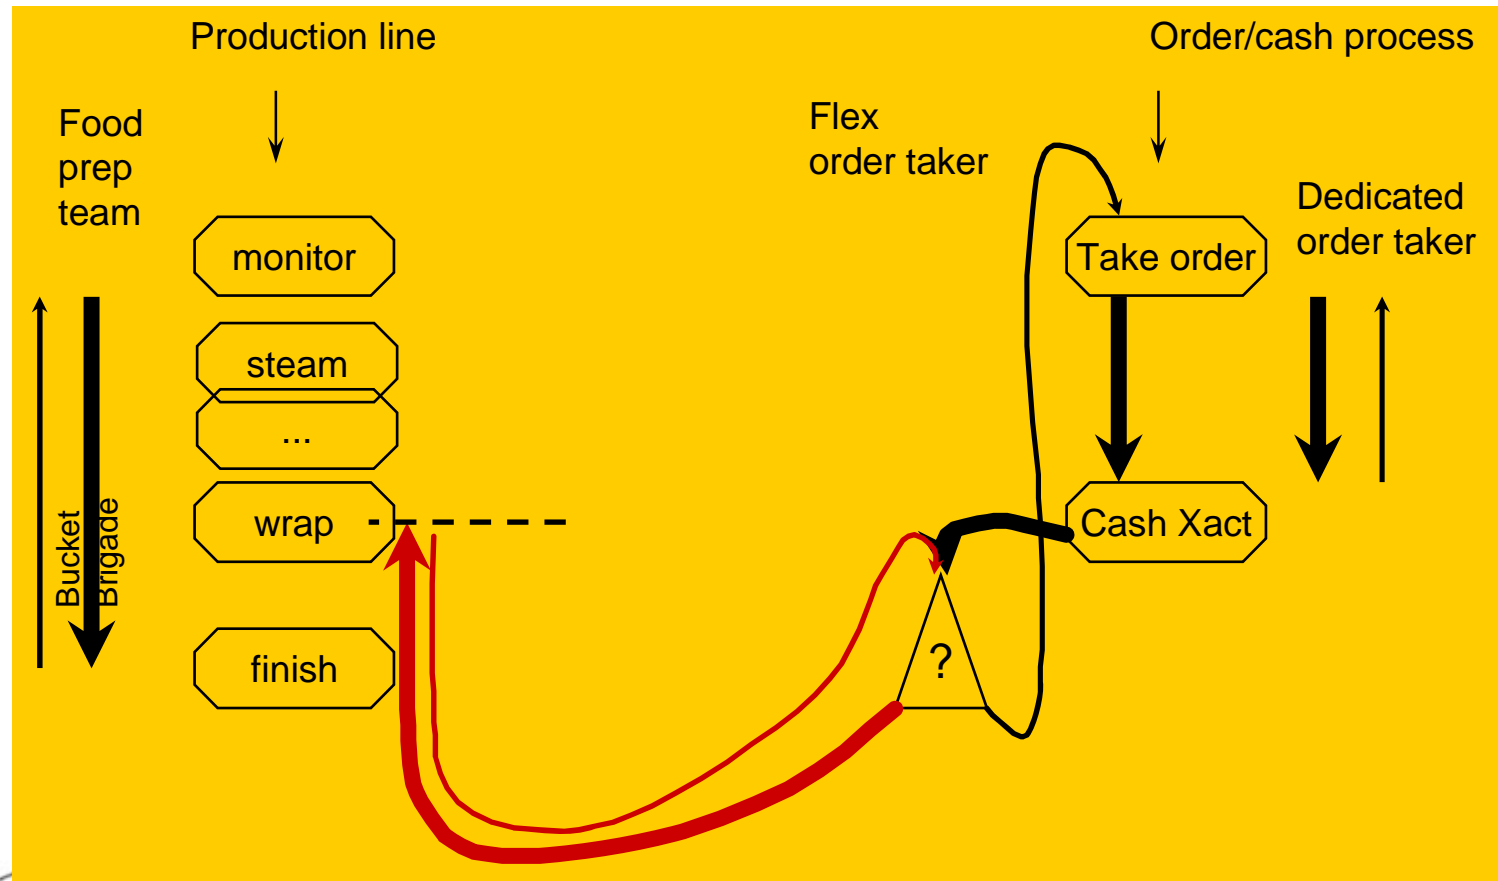 Production line
Order/cash process
Food
prep
team
Flex
order taker
Dedicated
order taker
monitor
Take order
steam
...
wrap
Cash Xact
Bucket
Brigade
finish
?